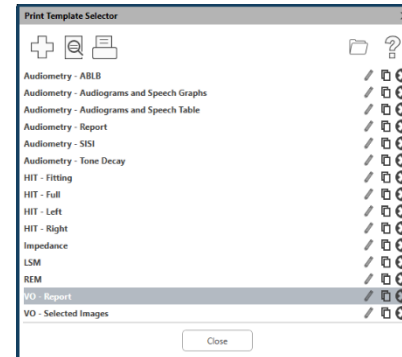 Print Template Selector
Audiometry - ABLB
Audiometry - Audiograms and Speech Graphs
Audiometry - Audiograms and Speech Table
Audiometry - Report
Audiometry - SISI
Audiometry - Tone Decay
HIT - Fitting
HIT - Full
HIT - Left
HIT - Right
Impedance
LSM
REM
VO - Report
VO - Selected Images
Close